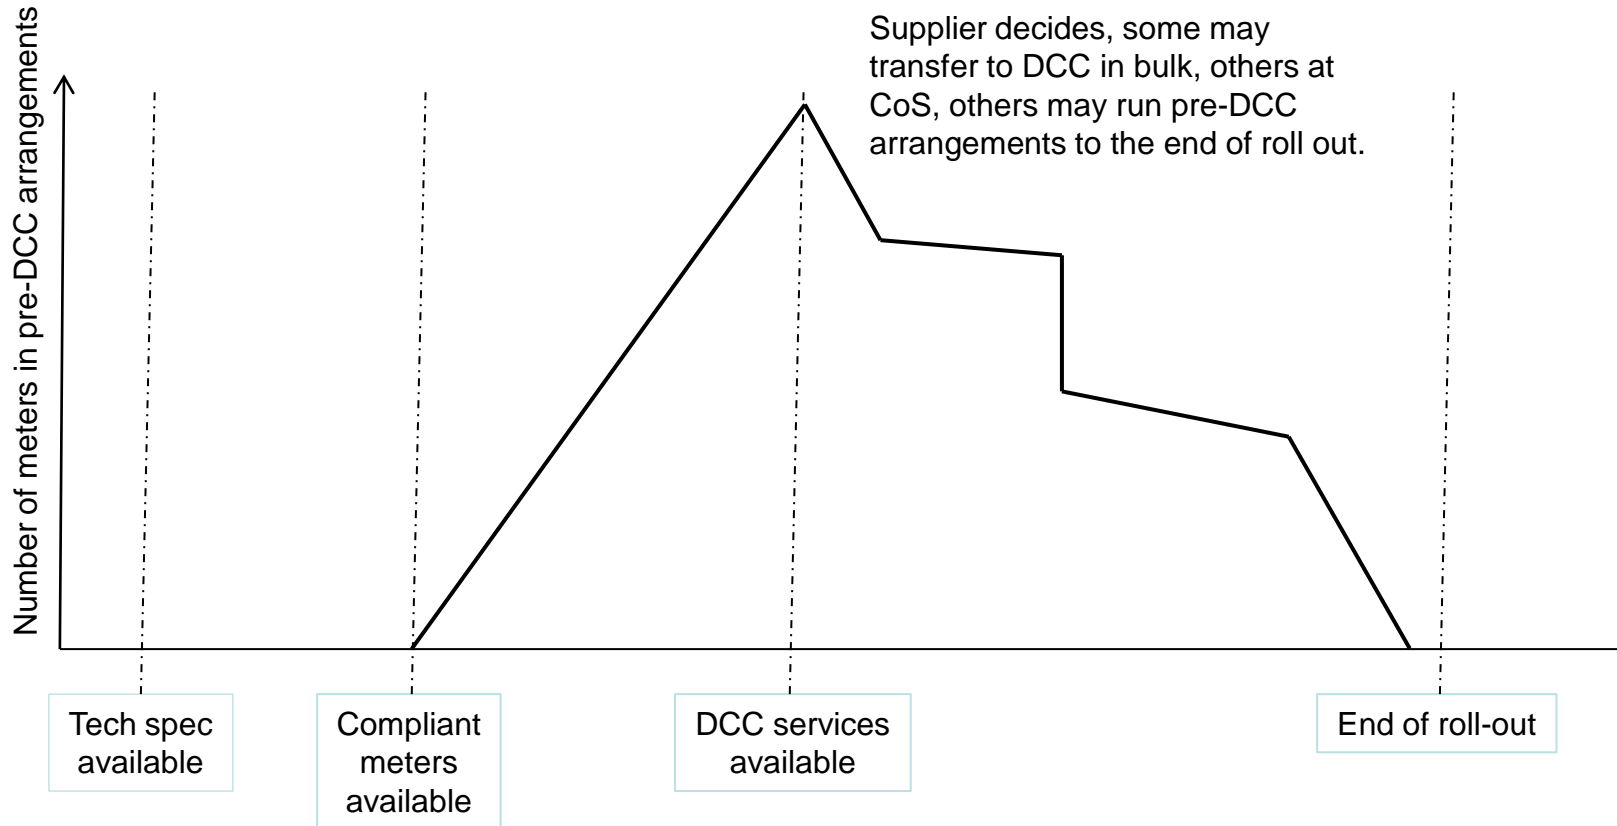 Number of meters in pre-DCC arrangements
Supplier decides, some may
transfer to DCC in bulk, others at
CoS, others may run pre-DCC
arrangements to the end of roll out.
Tech spec
available
Compliant
meters
available
DCC services
available
End of roll-out